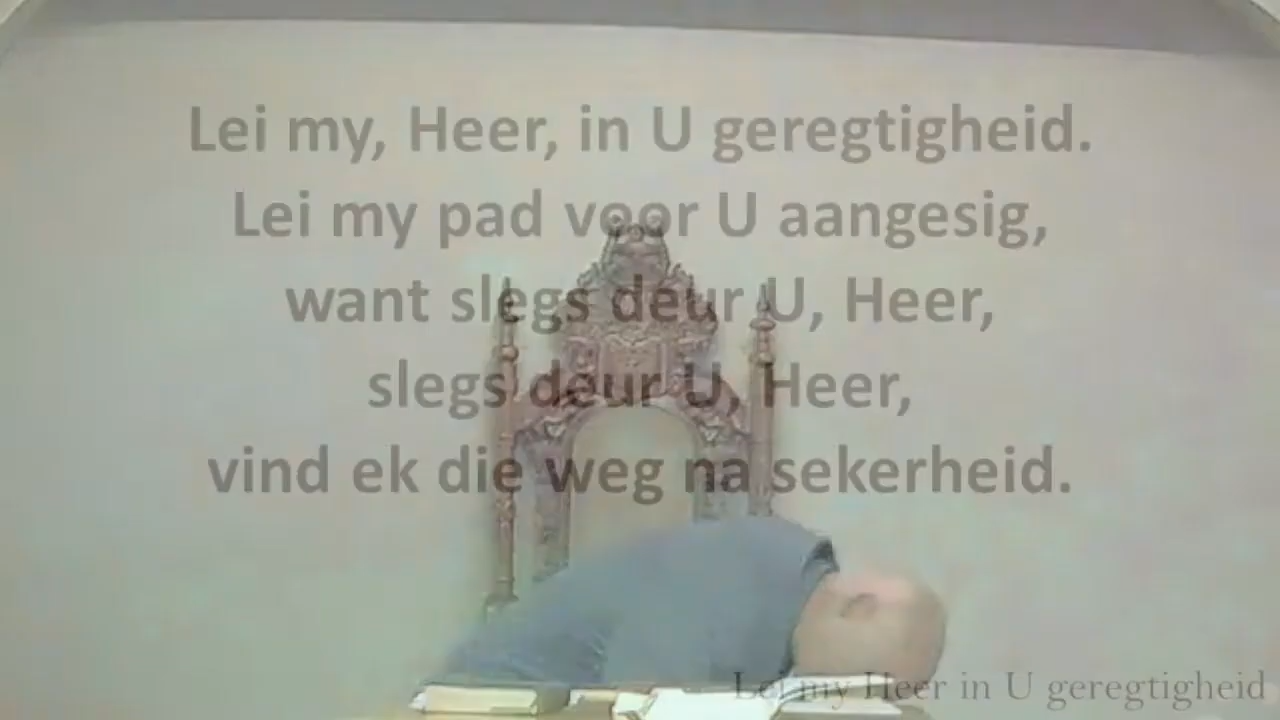 Lei my, Heer, in U geregtigheid.
Lei my pad voor U aangesig,
want slegs deur U, Heer,
slegs deur U, Heer,
vind ek die weg na sekerheid.
Lei my Heer in U geregtigheid